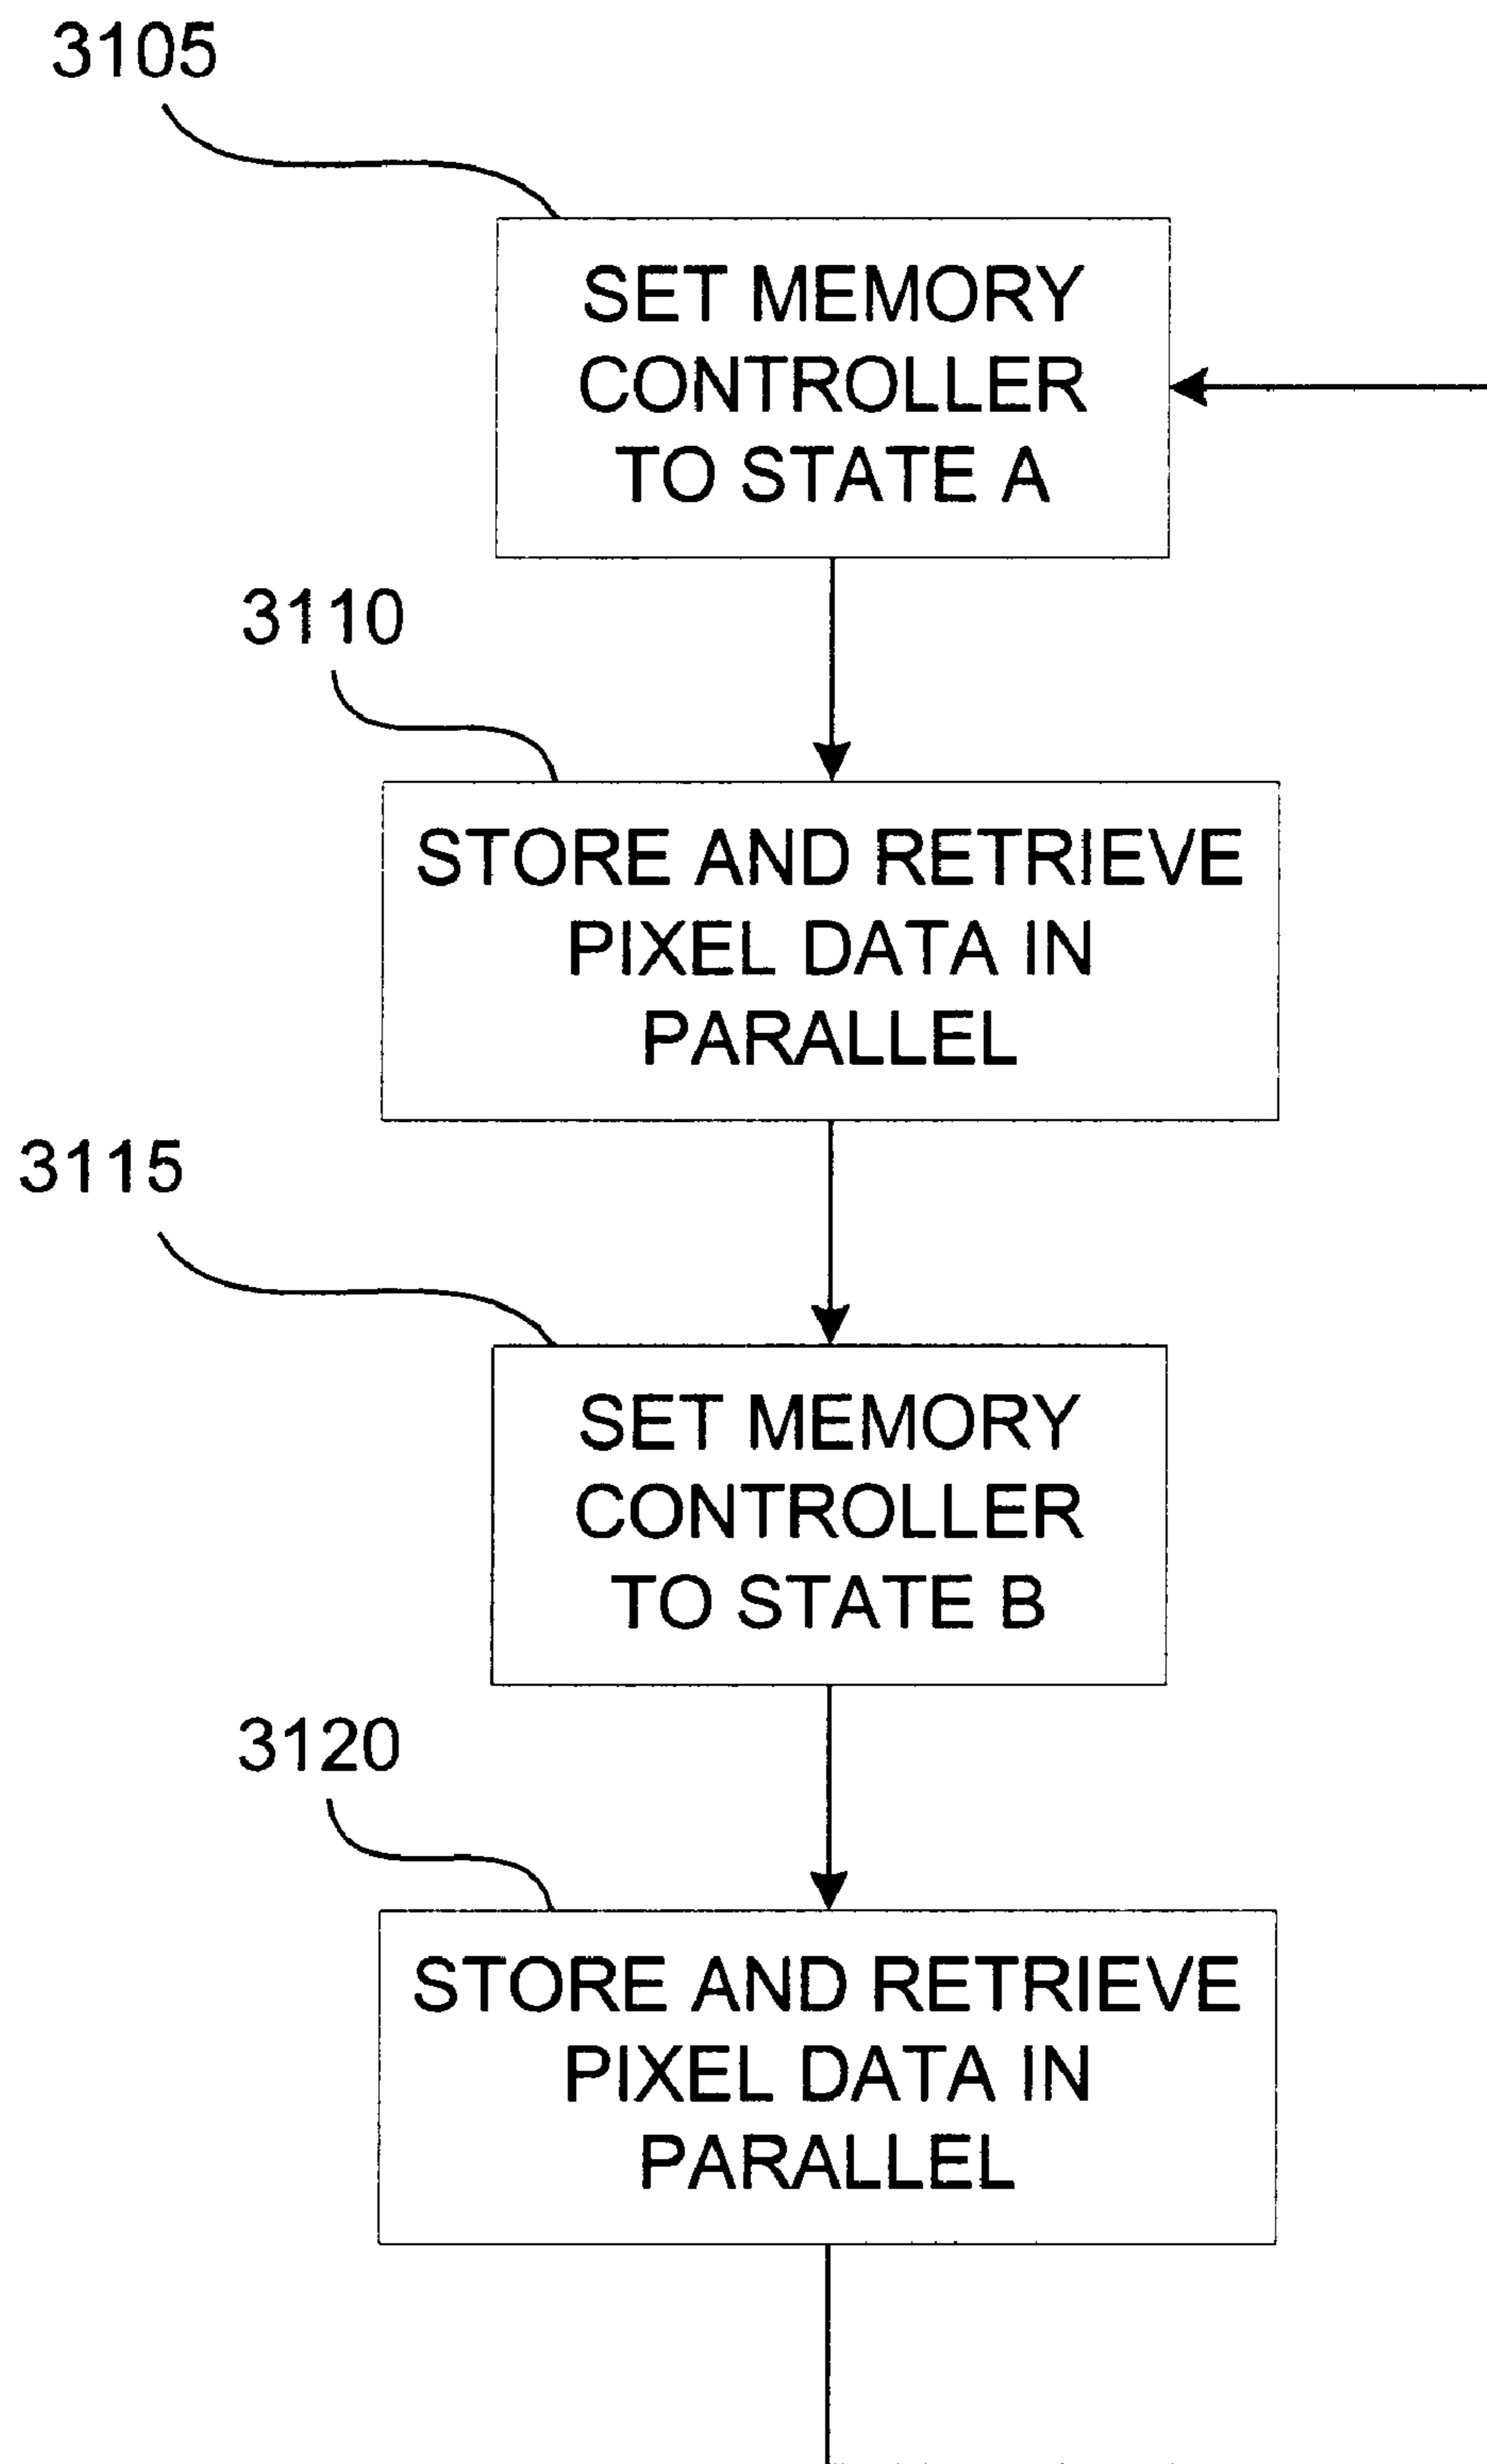 3105
SET MEMORY
CONTROLLER
TO STATE A
3110
STORE AND RETRIEVE
PIXEL DATA IN
PARALLEL
3115
SET MEMORY
CONTROLLER
TO STATE B
3120
STORE AND RETRIEVE
PIXEL DATA IN
PARALLEL